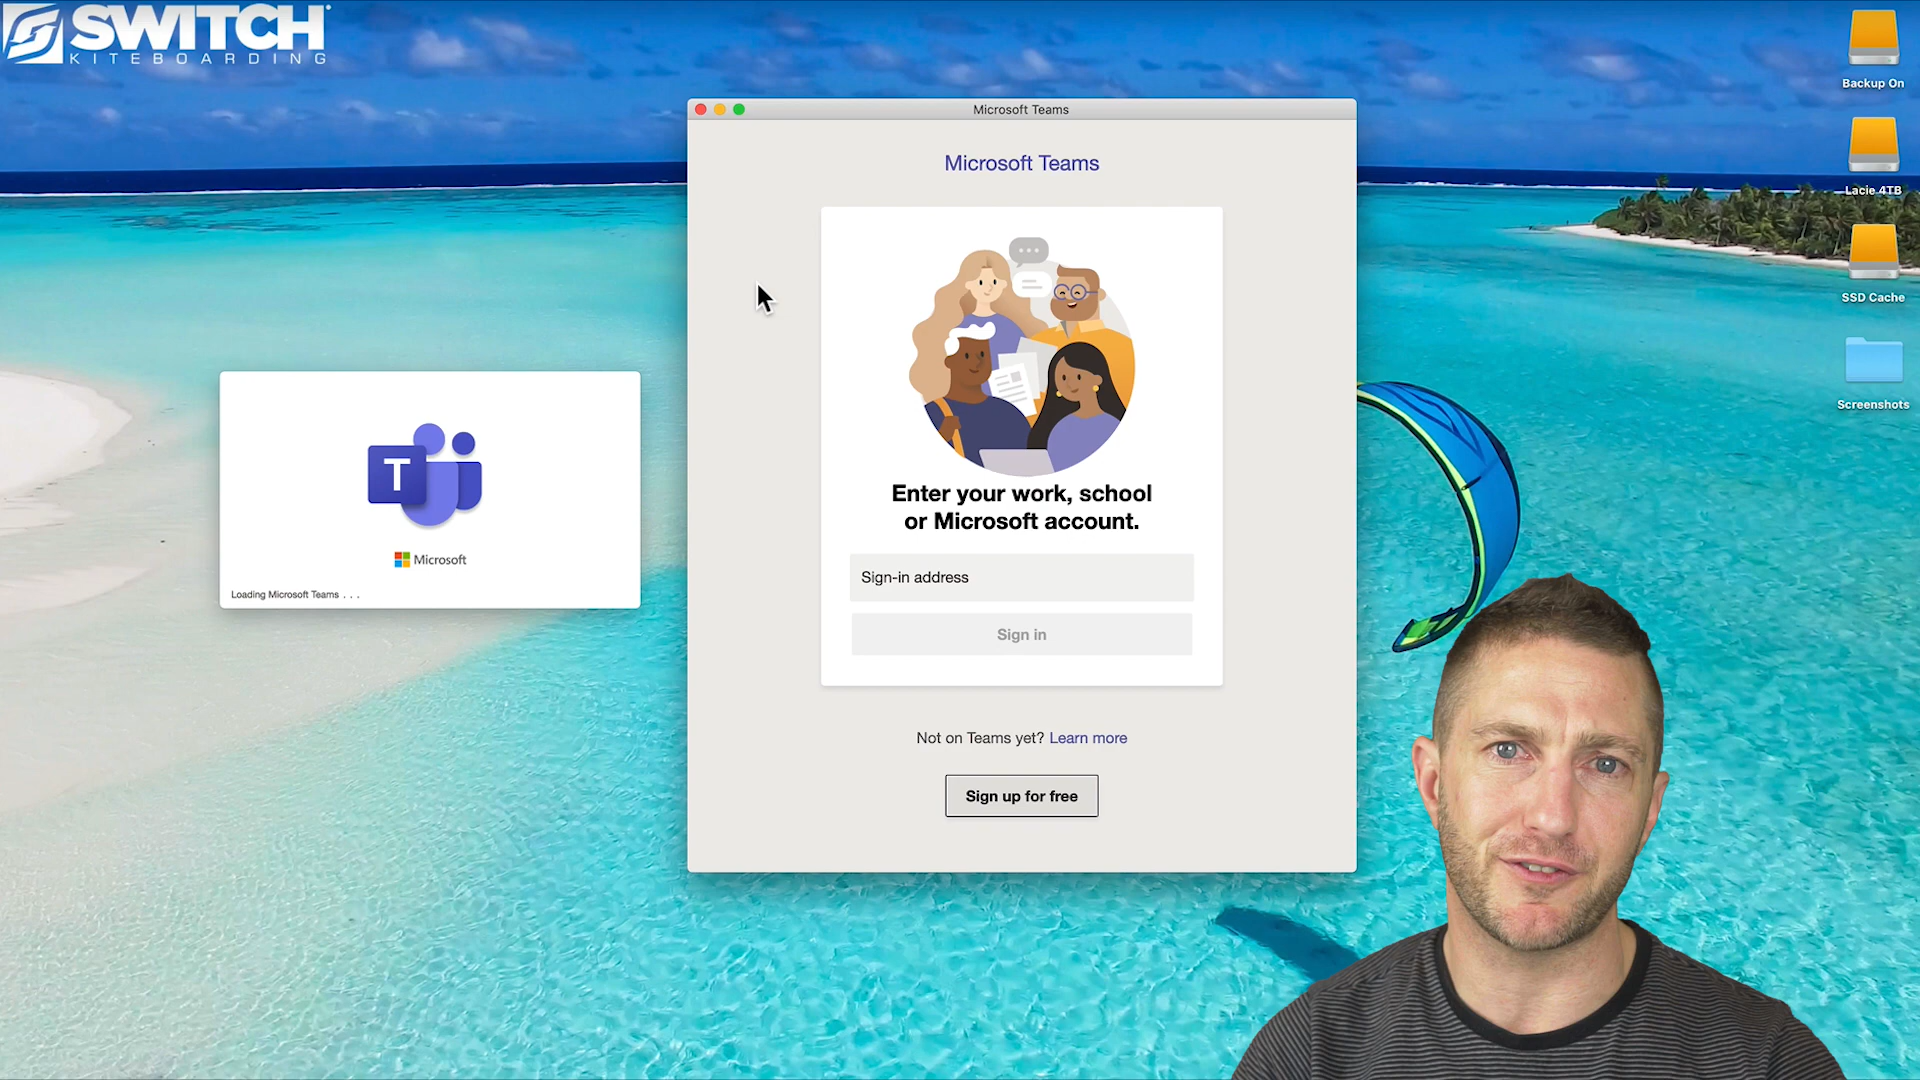 SWITCH
KITEBOARDING
Backup On
Lacie 4TB
SSD Cache
Screenshots
Microsoft Teams
Microsoft Teams
Enter your work, school
or Microsoft account.
Sign-in address
Sign in
Not on Teams yet? Learn more
Sign up for free
T
Microsoft
Loading Microsoft Teams . . .